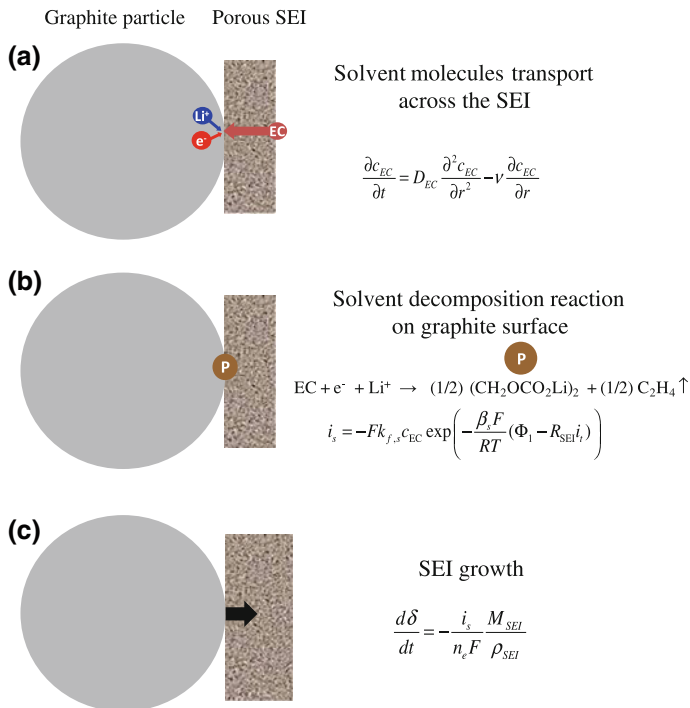 Graphite particle Porous SEI
(a)
Li⁺
e⁻
EC
Solvent molecules transport
across the SEI
∂c_EC/∂t = D_EC ∂²c_EC/∂r² − ν ∂c_EC/∂r
(b)
P
Solvent decomposition reaction
on graphite surface
P
EC + e⁻ + Li⁺ → (1/2) (CH₂OCO₂Li)₂ + (1/2) C₂H₄ ↑
i_s = −Fk_{f,s}c_EC exp(−(β_s F/RT)(Φ₁ − R_SEI i_t))
(c)
SEI growth
dδ/dt = −(i_s/(n_e F)) (M_SEI/ρ_SEI)